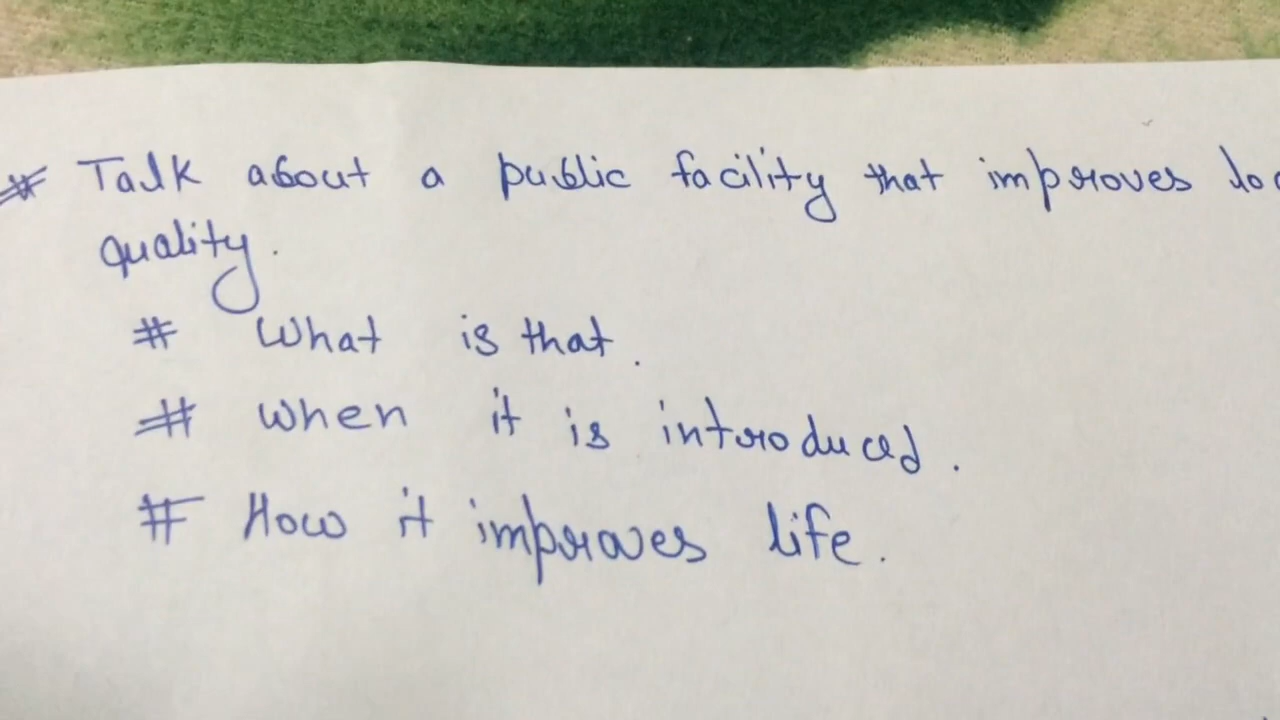 # Talk about a public facility that improves
quality.
# What is that.
# when it is introduced.
# How it improves life.